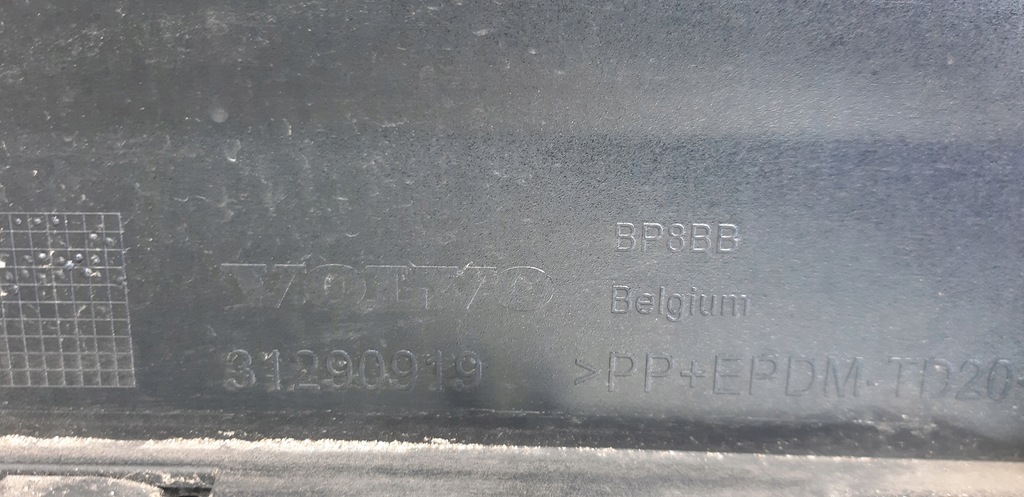 BP8BB
VOLVO
Belgium
31290919
>PP+EPDM-TD20